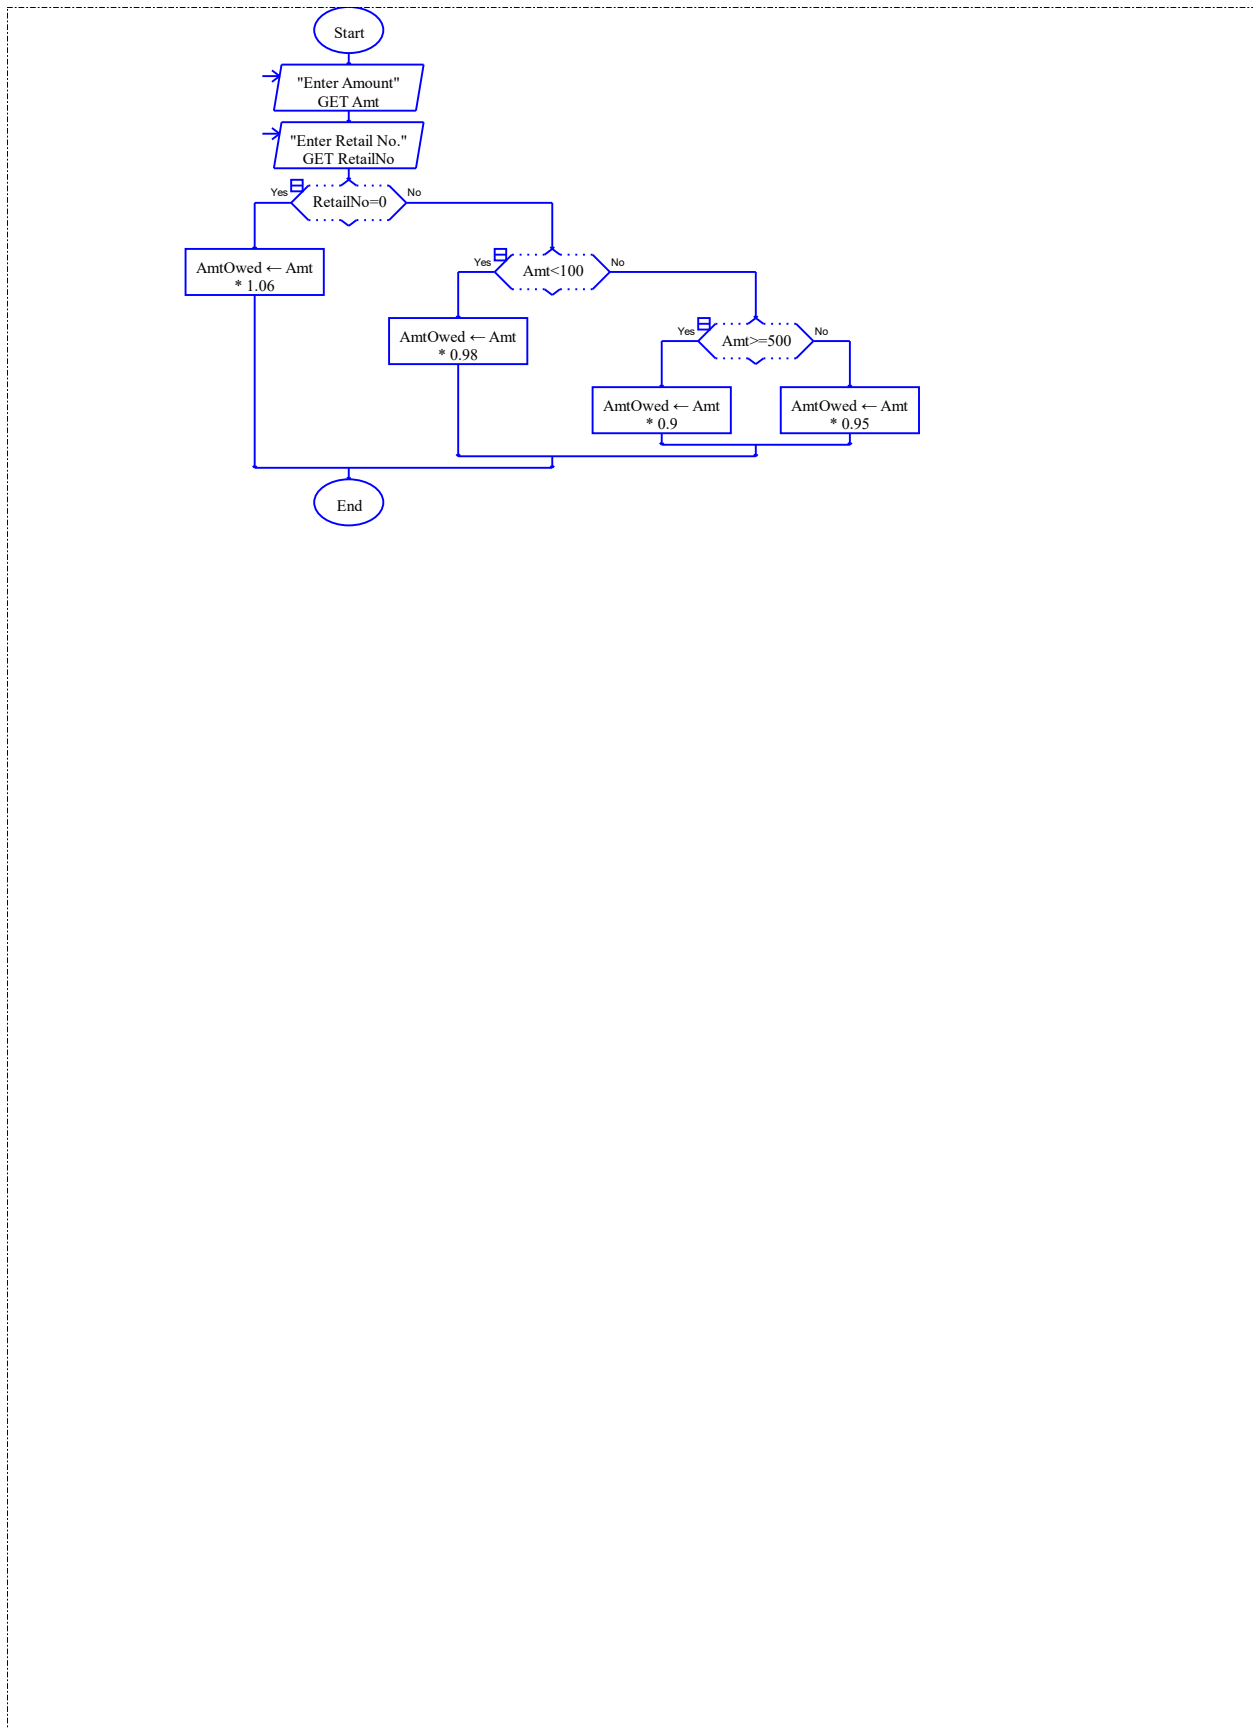 Start
"Enter Amount"
GET Amt
"Enter Retail No."
GET RetailNo
Yes
RetailNo=0
No
AmtOwed ← Amt
* 1.06
Yes
Amt<100
No
AmtOwed ← Amt
* 0.98
Yes
Amt>=500
No
AmtOwed ← Amt
* 0.9
AmtOwed ← Amt
* 0.95
End